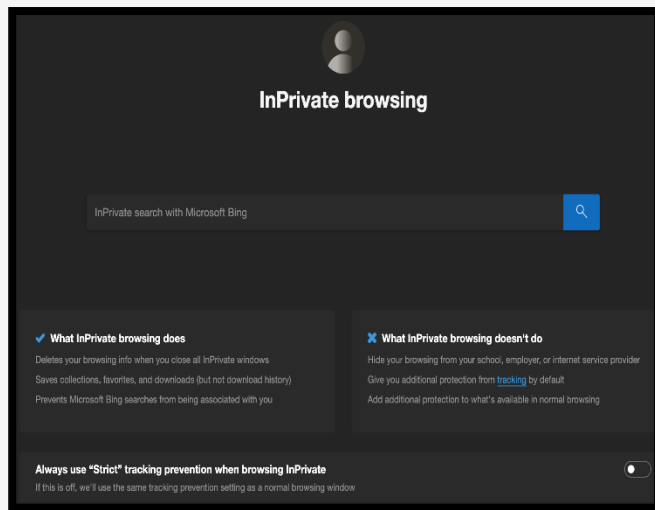 InPrivate browsing
InPrivate search with Microsoft Bing
What InPrivate browsing does
Deletes your browsing info when you close all InPrivate windows
Saves collections, favorites, and downloads (but not download history)
Prevents Microsoft Bing searches from being associated with you
What InPrivate browsing doesn't do
Hide your browsing from your school, employer, or internet service provider
Give you additional protection from tracking by default
Add additional protection to what's available in normal browsing
Always use “Strict” tracking prevention when browsing InPrivate
If this is off, we'll use the same tracking prevention setting as a normal browsing window